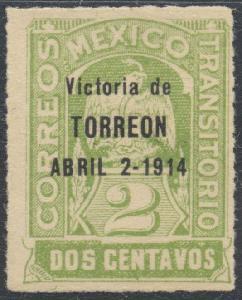 CORREOS
MEXICO
TRANSITORIO
Victoria de
TORREON
ABRIL 2-1914
2
DOS CENTAVOS